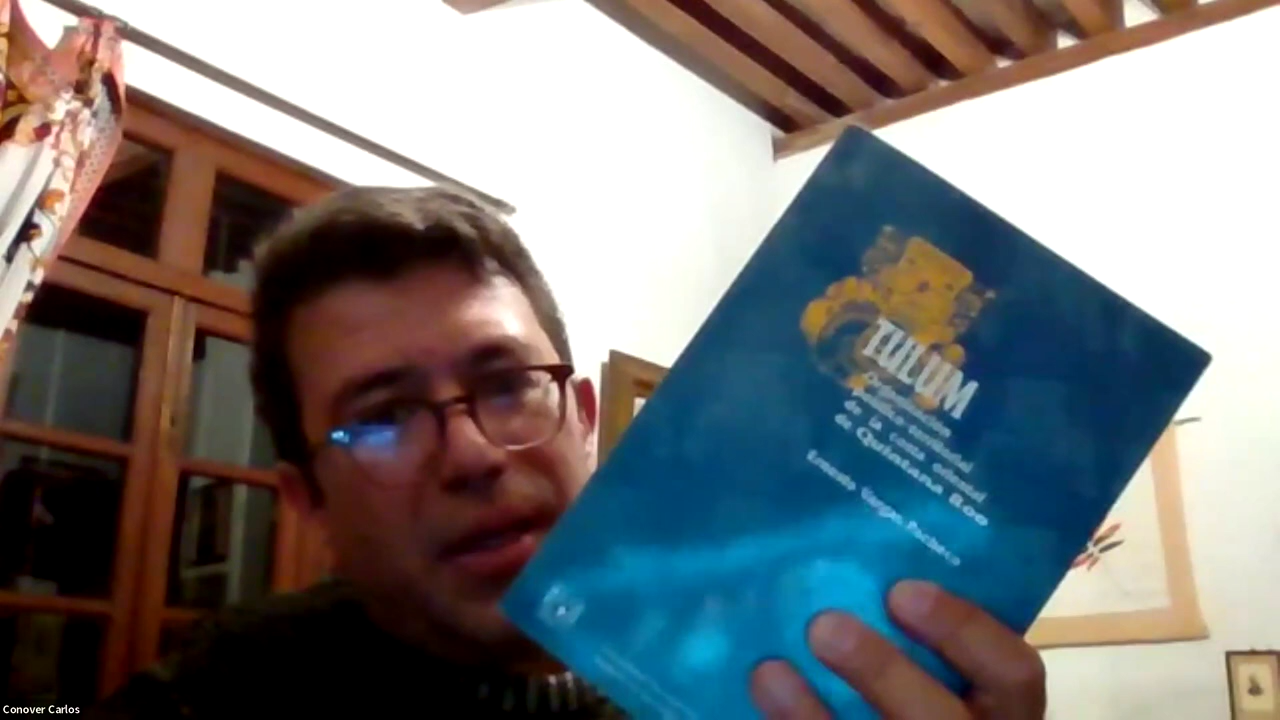 TULUM
Organización
político-territorial
de la costa oriental
de Quintana Roo
Ernesto Vargas Pacheco
Conover Carlos